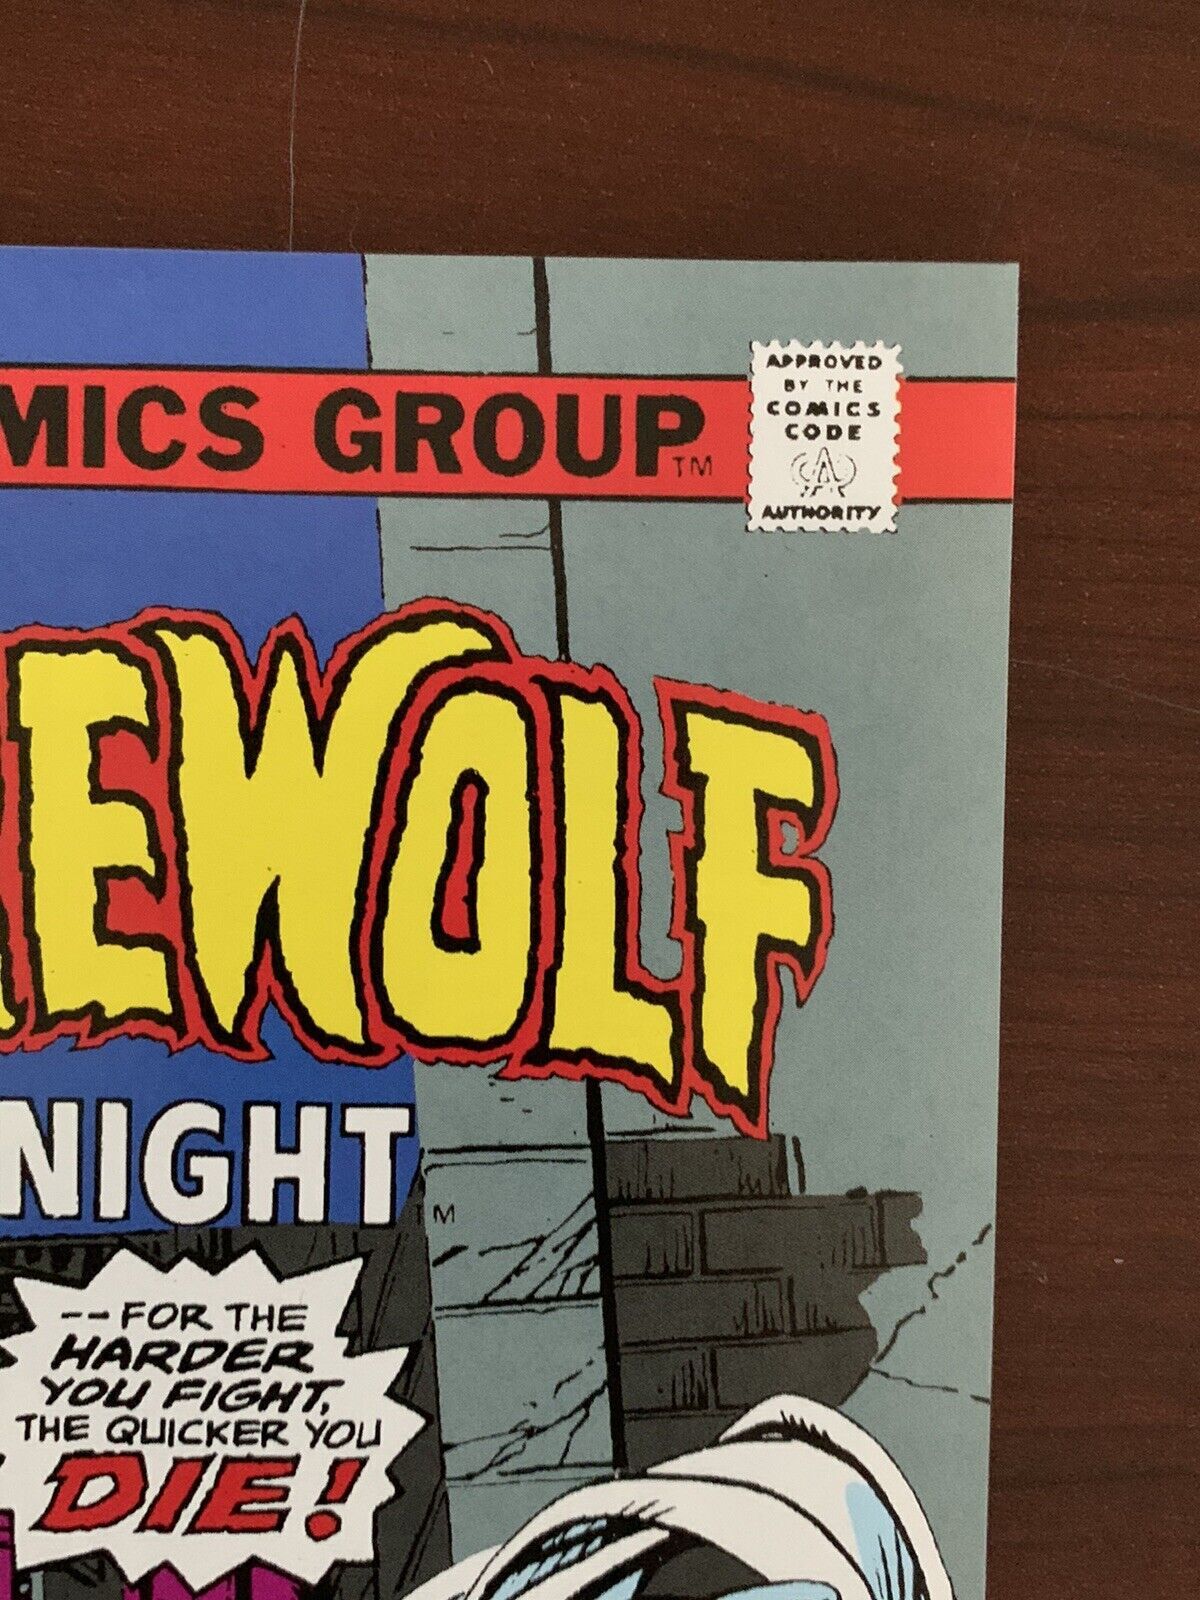 MICS GROUP TM
APPROVED
BY THE
COMICS
CODE
CA
AUTHORITY
EWOLF
NIGHT TM
--FOR THE
HARDER
YOU FIGHT,
THE QUICKER YOU
DIE!